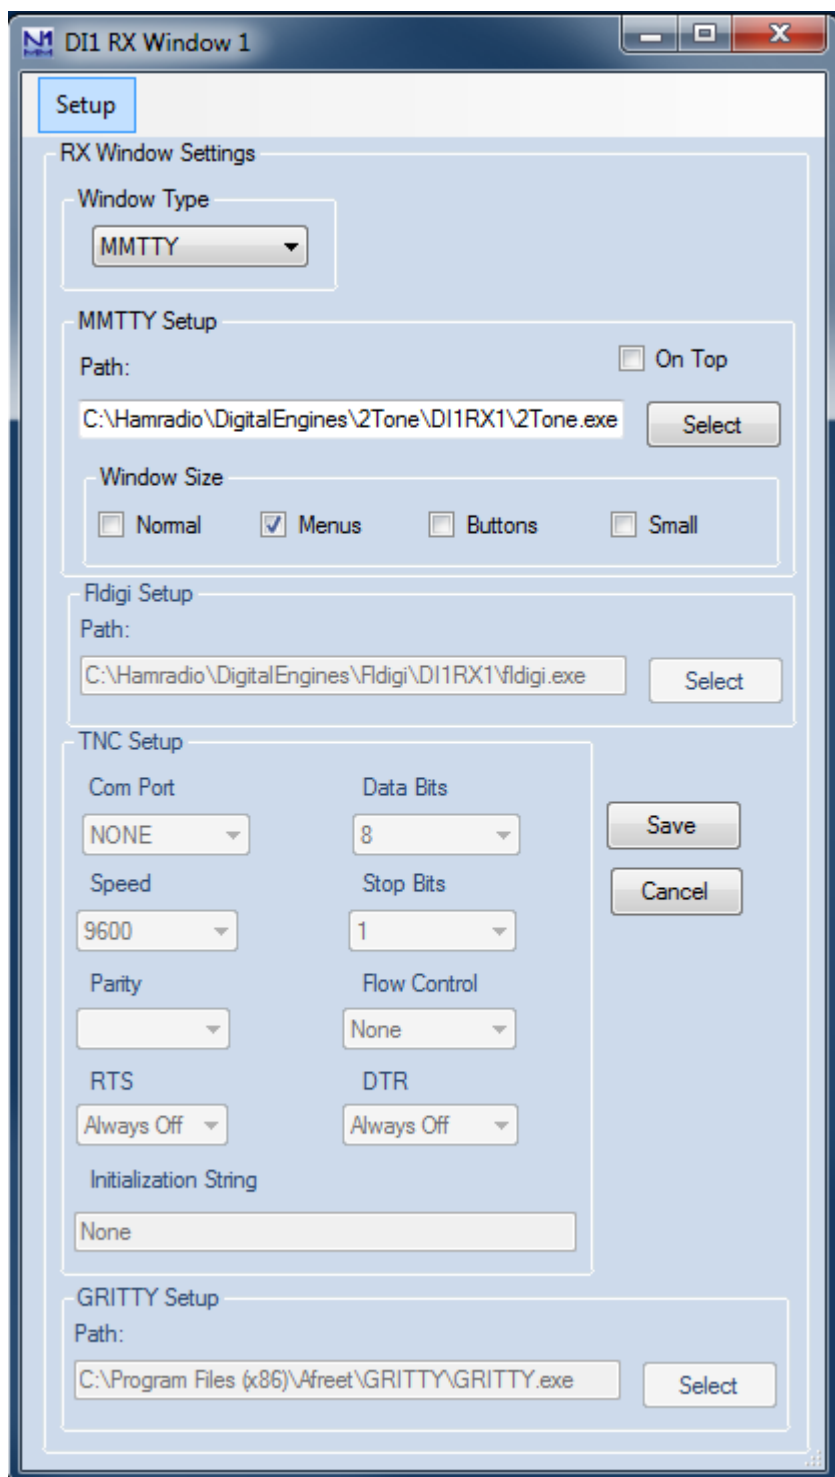 N1MM DI1 RX Window 1
Setup
RX Window Settings
Window Type
MMTTY
MMTTY Setup
Path:
On Top
C:\Hamradio\DigitalEngines\2Tone\DI1RX1\2Tone.exe
Select
Window Size
Normal
Menus
Buttons
Small
Fldigi Setup
Path:
C:\Hamradio\DigitalEngines\Fldigi\DI1RX1\fldigi.exe
Select
TNC Setup
Com Port
Data Bits
NONE
8
Save
Speed
Stop Bits
Cancel
9600
1
Parity
Flow Control
None
RTS
DTR
Always Off
Always Off
Initialization String
None
GRITTY Setup
Path:
C:\Program Files (x86)\Afreet\GRITTY\GRITTY.exe
Select